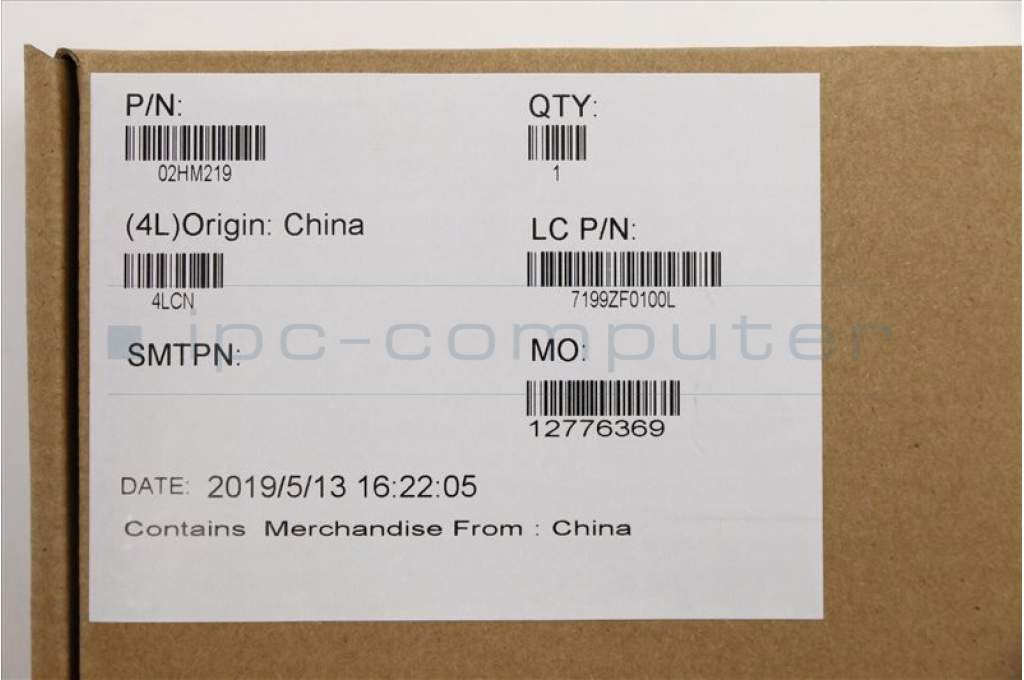 P/N:
02HM219
QTY:
1
(4L)Origin: China
4LCN
LC P/N:
7199ZF0100L
ipc-computer
SMTPN:
MO:
12776369
DATE: 2019/5/13 16:22:05
Contains Merchandise From : China